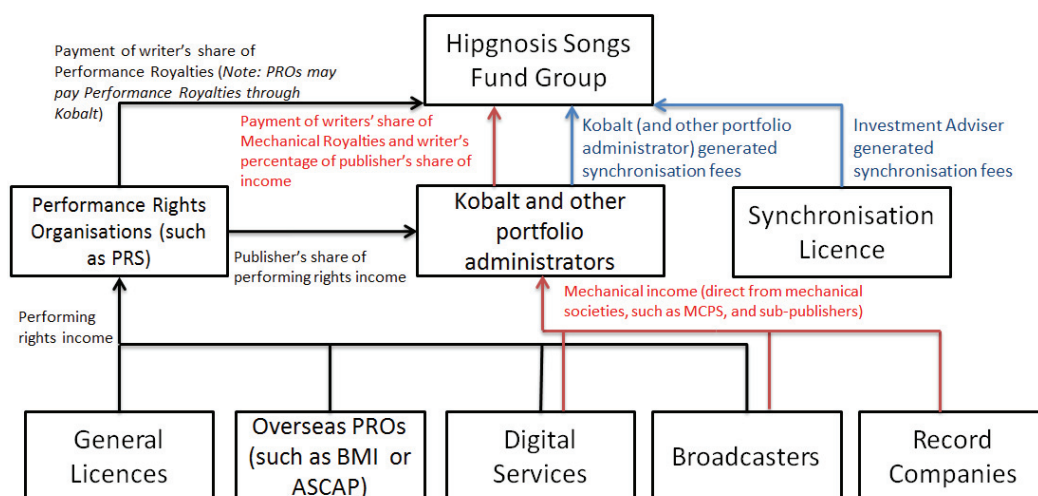 Hipgnosis Songs
Fund Group
Payment of writer's share of
Performance Royalties (Note: PROs may
pay Performance Royalties through
Kobalt)
Payment of writers' share of
Mechanical Royalties and writer's
percentage of publisher's share of
income
Kobalt (and other portfolio
administrator) generated
synchronisation fees
Investment Adviser
generated
synchronisation fees
Performance Rights
Organisations (such
as PRS)
Kobalt and other
portfolio
administrators
Synchronisation
Licence
Publisher's share of
performing rights income
Mechanical income (direct from mechanical
societies, such as MCPS, and sub-publishers)
Performing
rights income
General
Licences
Overseas PROs
(such as BMI or
ASCAP)
Digital
Services
Broadcasters
Record
Companies